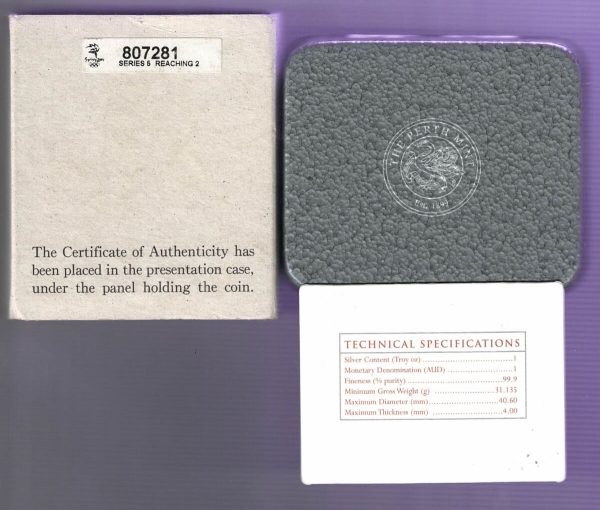 Sydney 2000
807281
SERIES 5 REACHING 2
The Certificate of Authenticity has
been placed in the presentation case,
under the panel holding the coin.
THE PERTH MINT
Est. 1899
TECHNICAL SPECIFICATIONS
Silver Content (Troy oz)..............................1
Monetary Denomination (AUD) .....................1
Fineness (% purity)..............................99.9
Minimum Gross Weight (g) ...................31.135
Maximum Diameter (mm)........................40.60
Maximum Thickness (mm) .......................4.00